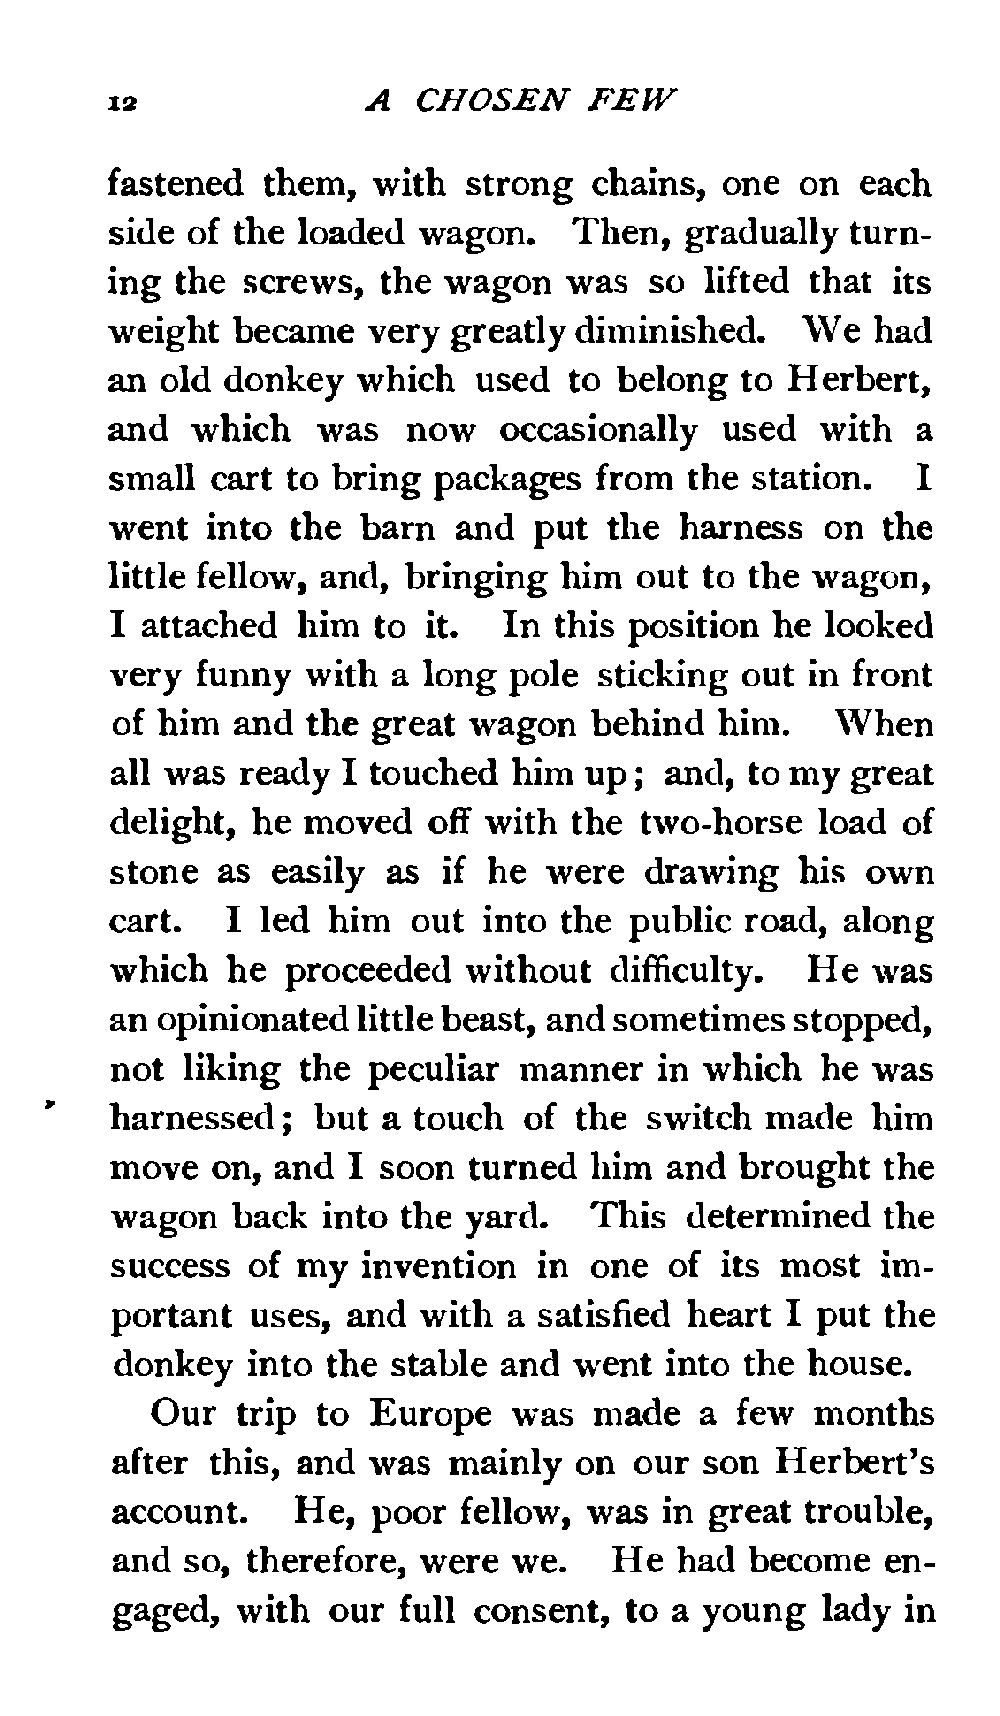 12 A CHOSEN FEW
fastened them, with strong chains, one on each
side of the loaded wagon. Then, gradually turn-
ing the screws, the wagon was so lifted that its
weight became very greatly diminished. We had
an old donkey which used to belong to Herbert,
and which was now occasionally used with a
small cart to bring packages from the station. I
went into the barn and put the harness on the
little fellow, and, bringing him out to the wagon,
I attached him to it. In this position he looked
very funny with a long pole sticking out in front
of him and the great wagon behind him. When
all was ready I touched him up; and, to my great
delight, he moved off with the two-horse load of
stone as easily as if he were drawing his own
cart. I led him out into the public road, along
which he proceeded without difficulty. He was
an opinionated little beast, and sometimes stopped,
not liking the peculiar manner in which he was
harnessed; but a touch of the switch made him
move on, and I soon turned him and brought the
wagon back into the yard. This determined the
success of my invention in one of its most im-
portant uses, and with a satisfied heart I put the
donkey into the stable and went into the house.
Our trip to Europe was made a few months
after this, and was mainly on our son Herbert's
account. He, poor fellow, was in great trouble,
and so, therefore, were we. He had become en-
gaged, with our full consent, to a young lady in